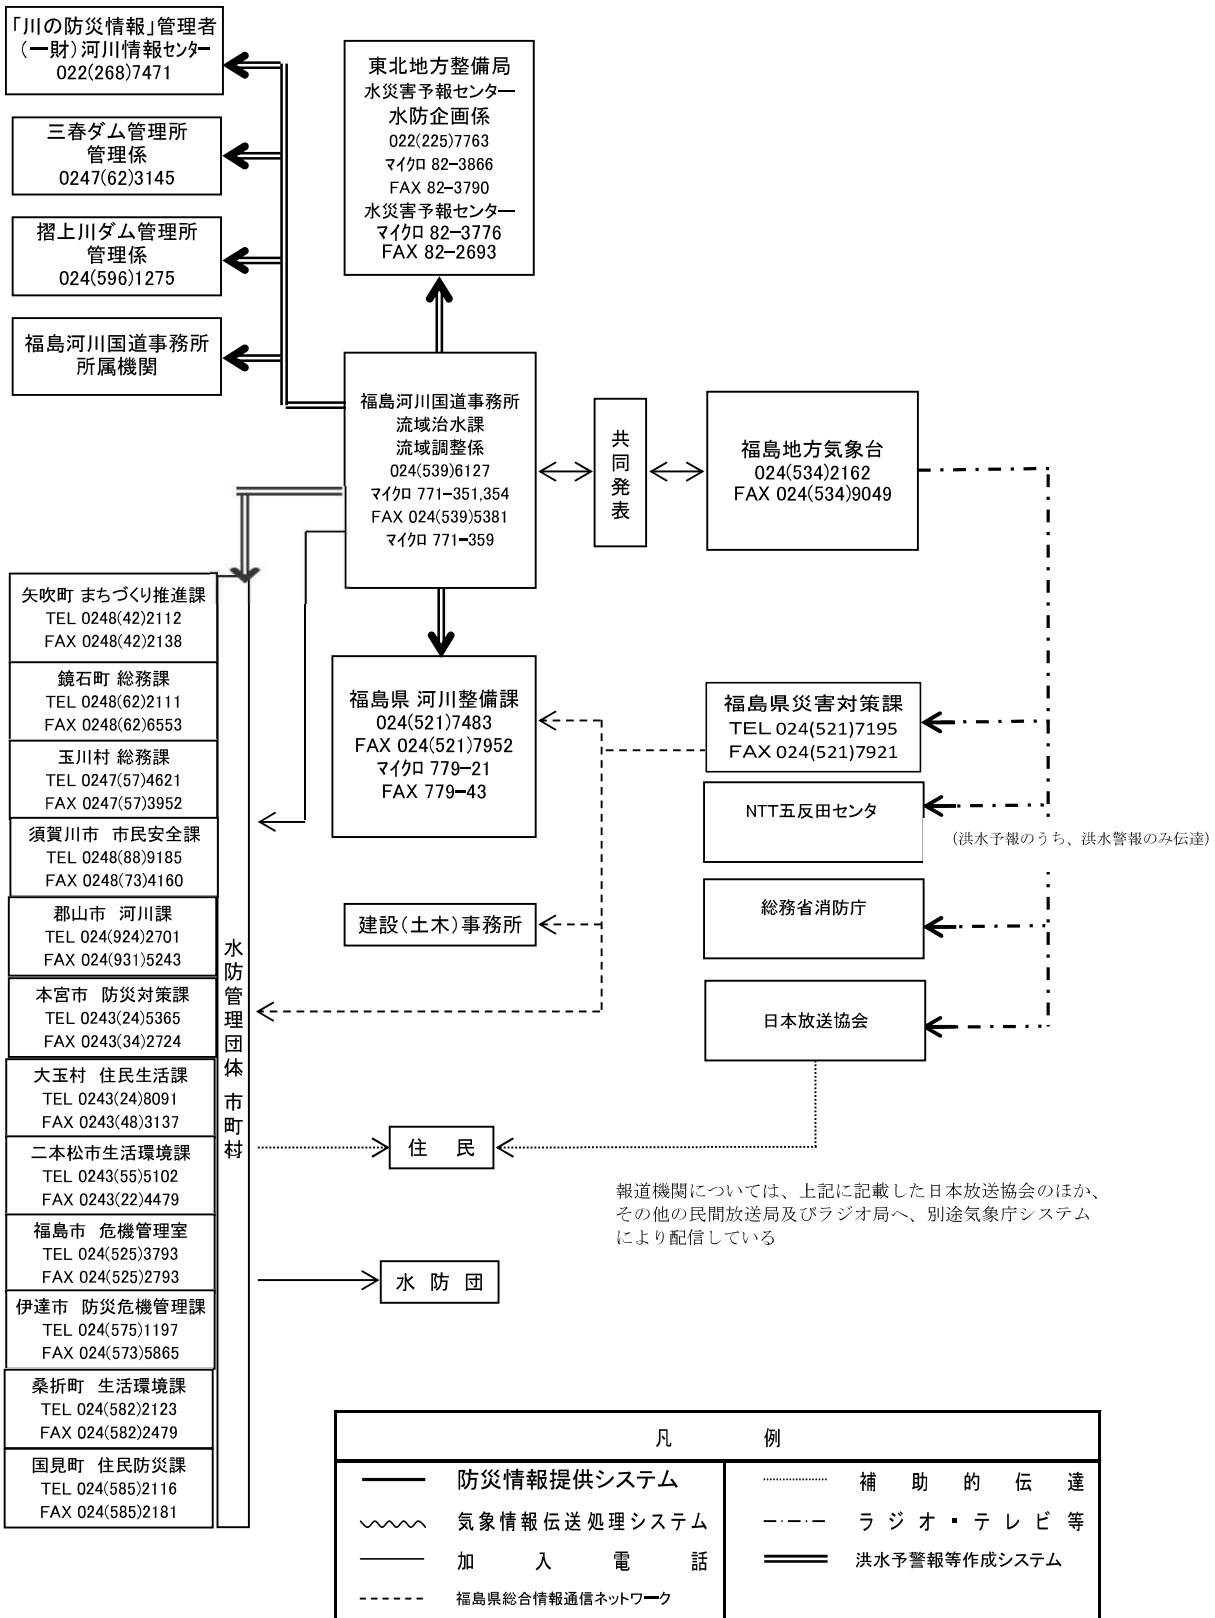 「川の防災情報」管理者
(一財)河川情報センター
022(268)7471
三春ダム管理所
管理係
0247(62)3145
摺上川ダム管理所
管理係
024(596)1275
福島河川国道事務所
所属機関
東北地方整備局
水災害予報センター
水防企画係
022(225)7763
マイクロ 82-3866
FAX 82-3790
水災害予報センター
マイクロ 82-3776
FAX 82-2693
福島河川国道事務所
流域治水課
流域調整係
024(539)6127
マイクロ 771-351,354
FAX 024(539)5381
マイクロ 771-359
共同発表
福島地方気象台
024(534)2162
FAX 024(534)9049
矢吹町 まちづくり推進課
TEL 0248(42)2112
FAX 0248(42)2138
鏡石町 総務課
TEL 0248(62)2111
FAX 0248(62)6553
玉川村 総務課
TEL 0247(57)4621
FAX 0247(57)3952
須賀川市 市民安全課
TEL 0248(88)9185
FAX 0248(73)4160
郡山市 河川課
TEL 024(924)2701
FAX 024(931)5243
本宮市 防災対策課
TEL 0243(24)5365
FAX 0243(34)2724
大玉村 住民生活課
TEL 0243(24)8091
FAX 0243(48)3137
二本松市生活環境課
TEL 0243(55)5102
FAX 0243(22)4479
福島市 危機管理室
TEL 024(525)3793
FAX 024(525)2793
伊達市 防災危機管理課
TEL 024(575)1197
FAX 024(573)5865
桑折町 生活環境課
TEL 024(582)2123
FAX 024(582)2479
国見町 住民防災課
TEL 024(585)2116
FAX 024(585)2181
水防管理団体 市町村
福島県 河川整備課
024(521)7483
FAX 024(521)7952
マイクロ 779-21
FAX 779-43
建設(土木)事務所
福島県災害対策課
TEL 024(521)7195
FAX 024(521)7921
NTT五反田センタ
(洪水予報のうち、洪水警報のみ伝達)
総務省消防庁
日本放送協会
住 民
報道機関については、上記に記載した日本放送協会のほか、
その他の民間放送局及びラジオ局へ、別途気象庁システム
により配信している
水 防 団
凡 例
防災情報提供システム
気象情報伝送処理システム
加 入 電 話
福島県総合情報通信ネットワーク
補 助 的 伝 達
ラ ジ オ ・ テ レ ビ 等
洪水予警報等作成システム